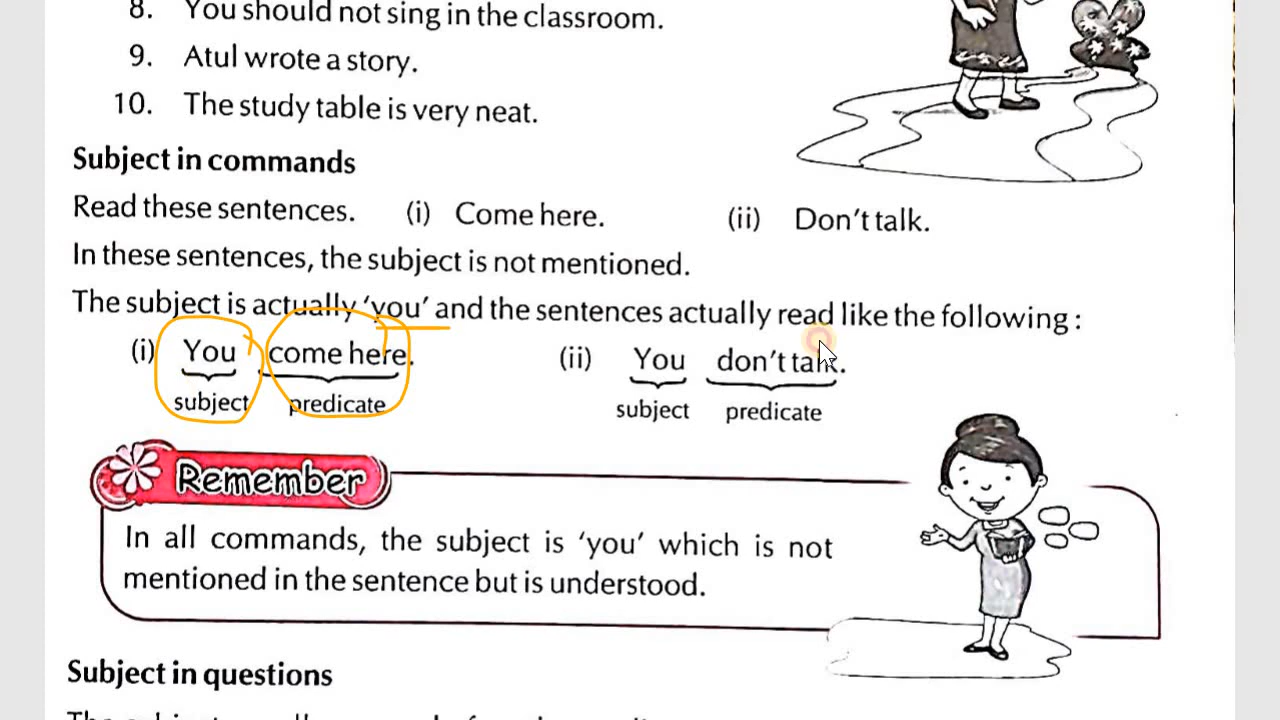 8. You should not sing in the classroom.
9. Atul wrote a story.
10. The study table is very neat.
Subject in commands
Read these sentences. (i) Come here. (ii) Don't talk.
In these sentences, the subject is not mentioned.
The subject is actually 'you' and the sentences actually read like the following :
(i) You come here. (ii) You don't talk.
subject predicate subject predicate
Remember
In all commands, the subject is 'you' which is not
mentioned in the sentence but is understood.
Subject in questions